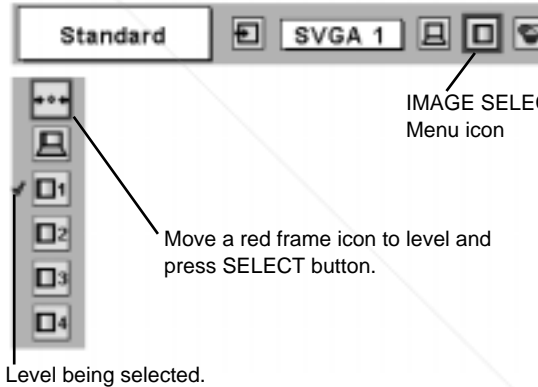 Standard
SVGA 1
IMAGE
Menu icon
1
2
3
4
Move a red frame icon to level and
press SELECT button.
Level being selected.